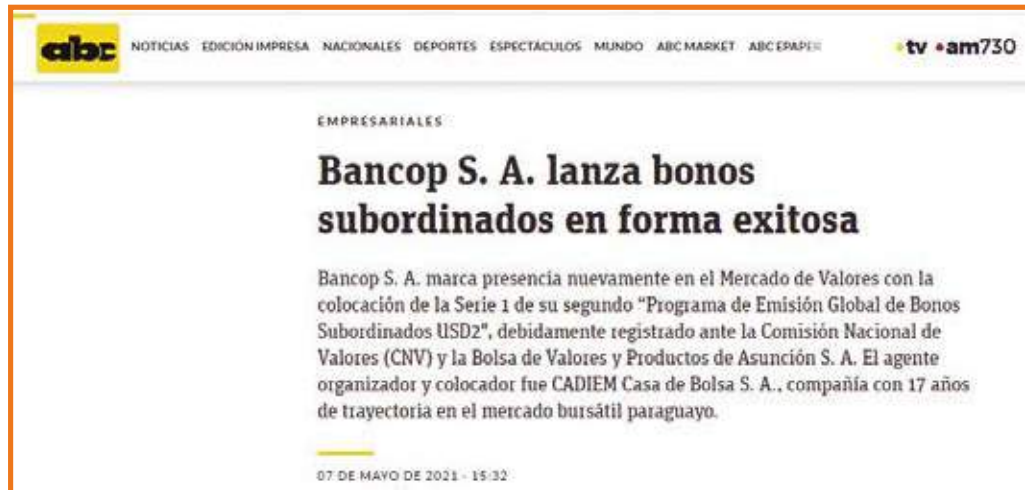 abc NOTICIAS EDICIÓN IMPRESA NACIONALES DEPORTES ESPECTÁCULOS MUNDO ABC MARKET ABC EPAPER tv am730
EMPRESARIALES
Bancop S. A. lanza bonos
subordinados en forma exitosa
Bancop S. A. marca presencia nuevamente en el Mercado de Valores con la
colocación de la Serie 1 de su segundo “Programa de Emisión Global de Bonos
Subordinados USD2”, debidamente registrado ante la Comisión Nacional de
Valores (CNV) y la Bolsa de Valores y Productos de Asunción S. A. El agente
organizador y colocador fue CADIEM Casa de Bolsa S. A., compañía con 17 años
de trayectoria en el mercado bursátil paraguayo.
07 DE MAYO DE 2021 - 15:32